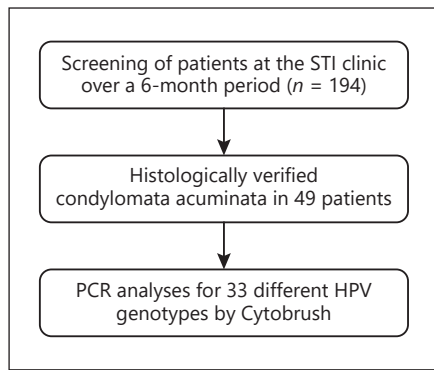 Screening of patients at the STI clinic
over a 6-month period (n = 194)
Histologically verified
condylomata acuminata in 49 patients
PCR analyses for 33 different HPV
genotypes by Cytobrush